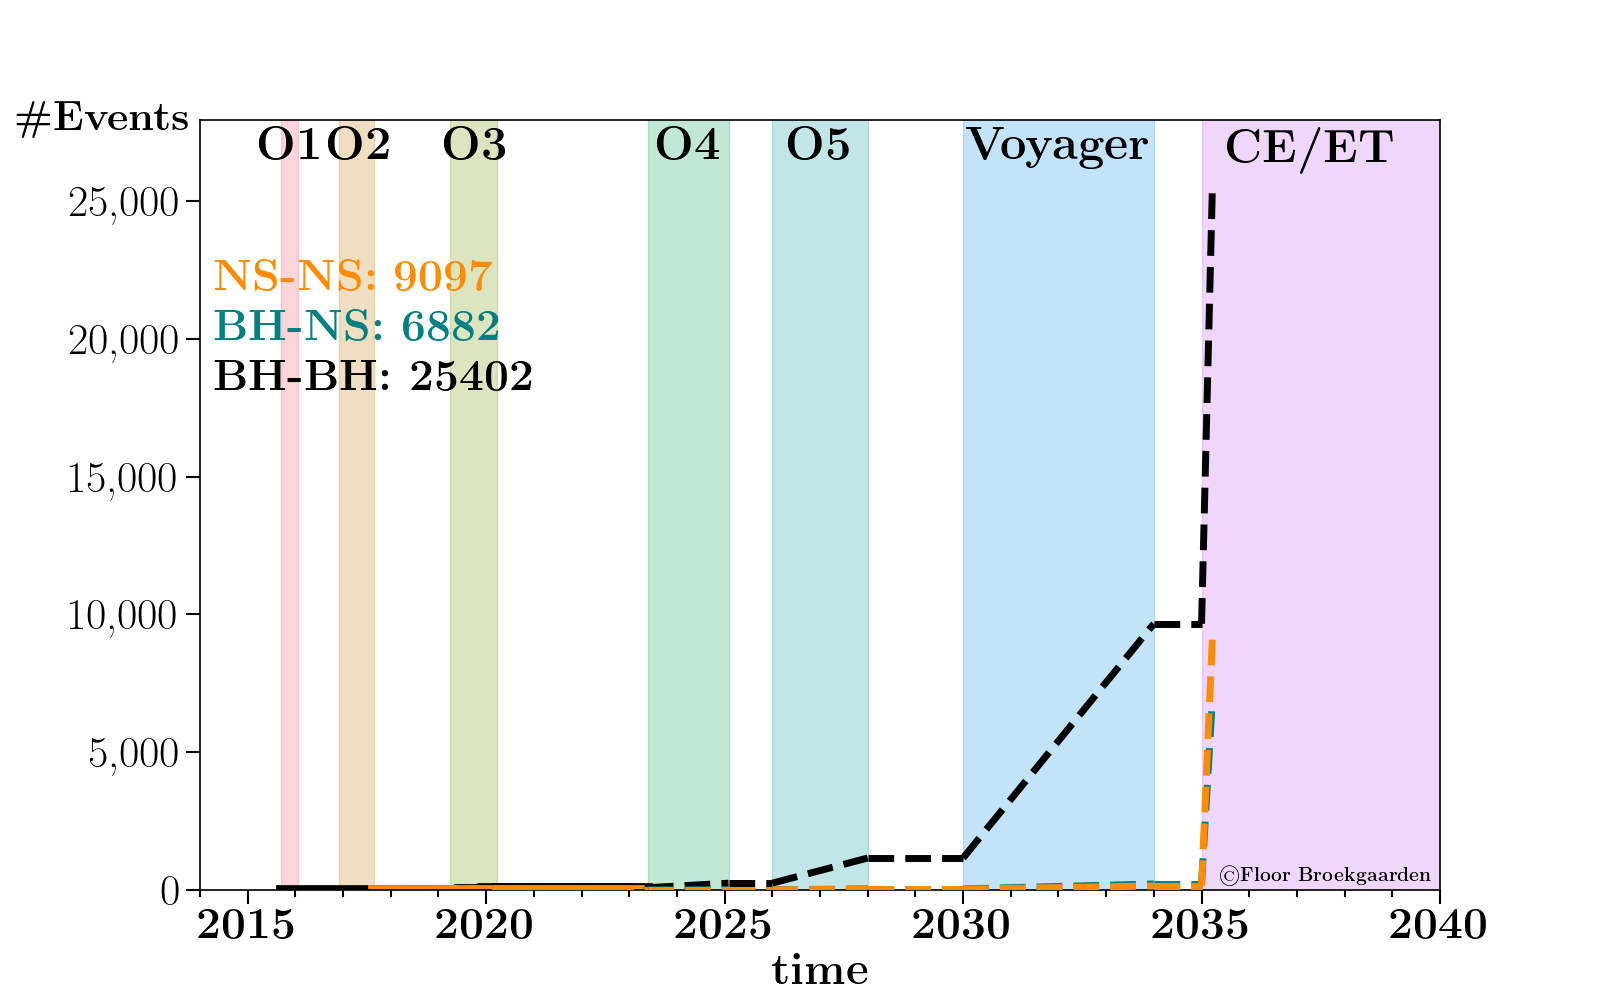 #Events
O1 O2 O3 O4 O5 Voyager CE/ET
25,000
NS-NS: 9097
BH-NS: 6882
20,000
BH-BH: 25402
15,000
10,000
5,000
©Floor Broekgaarden
0
2015 2020 2025 2030 2035 2040
time